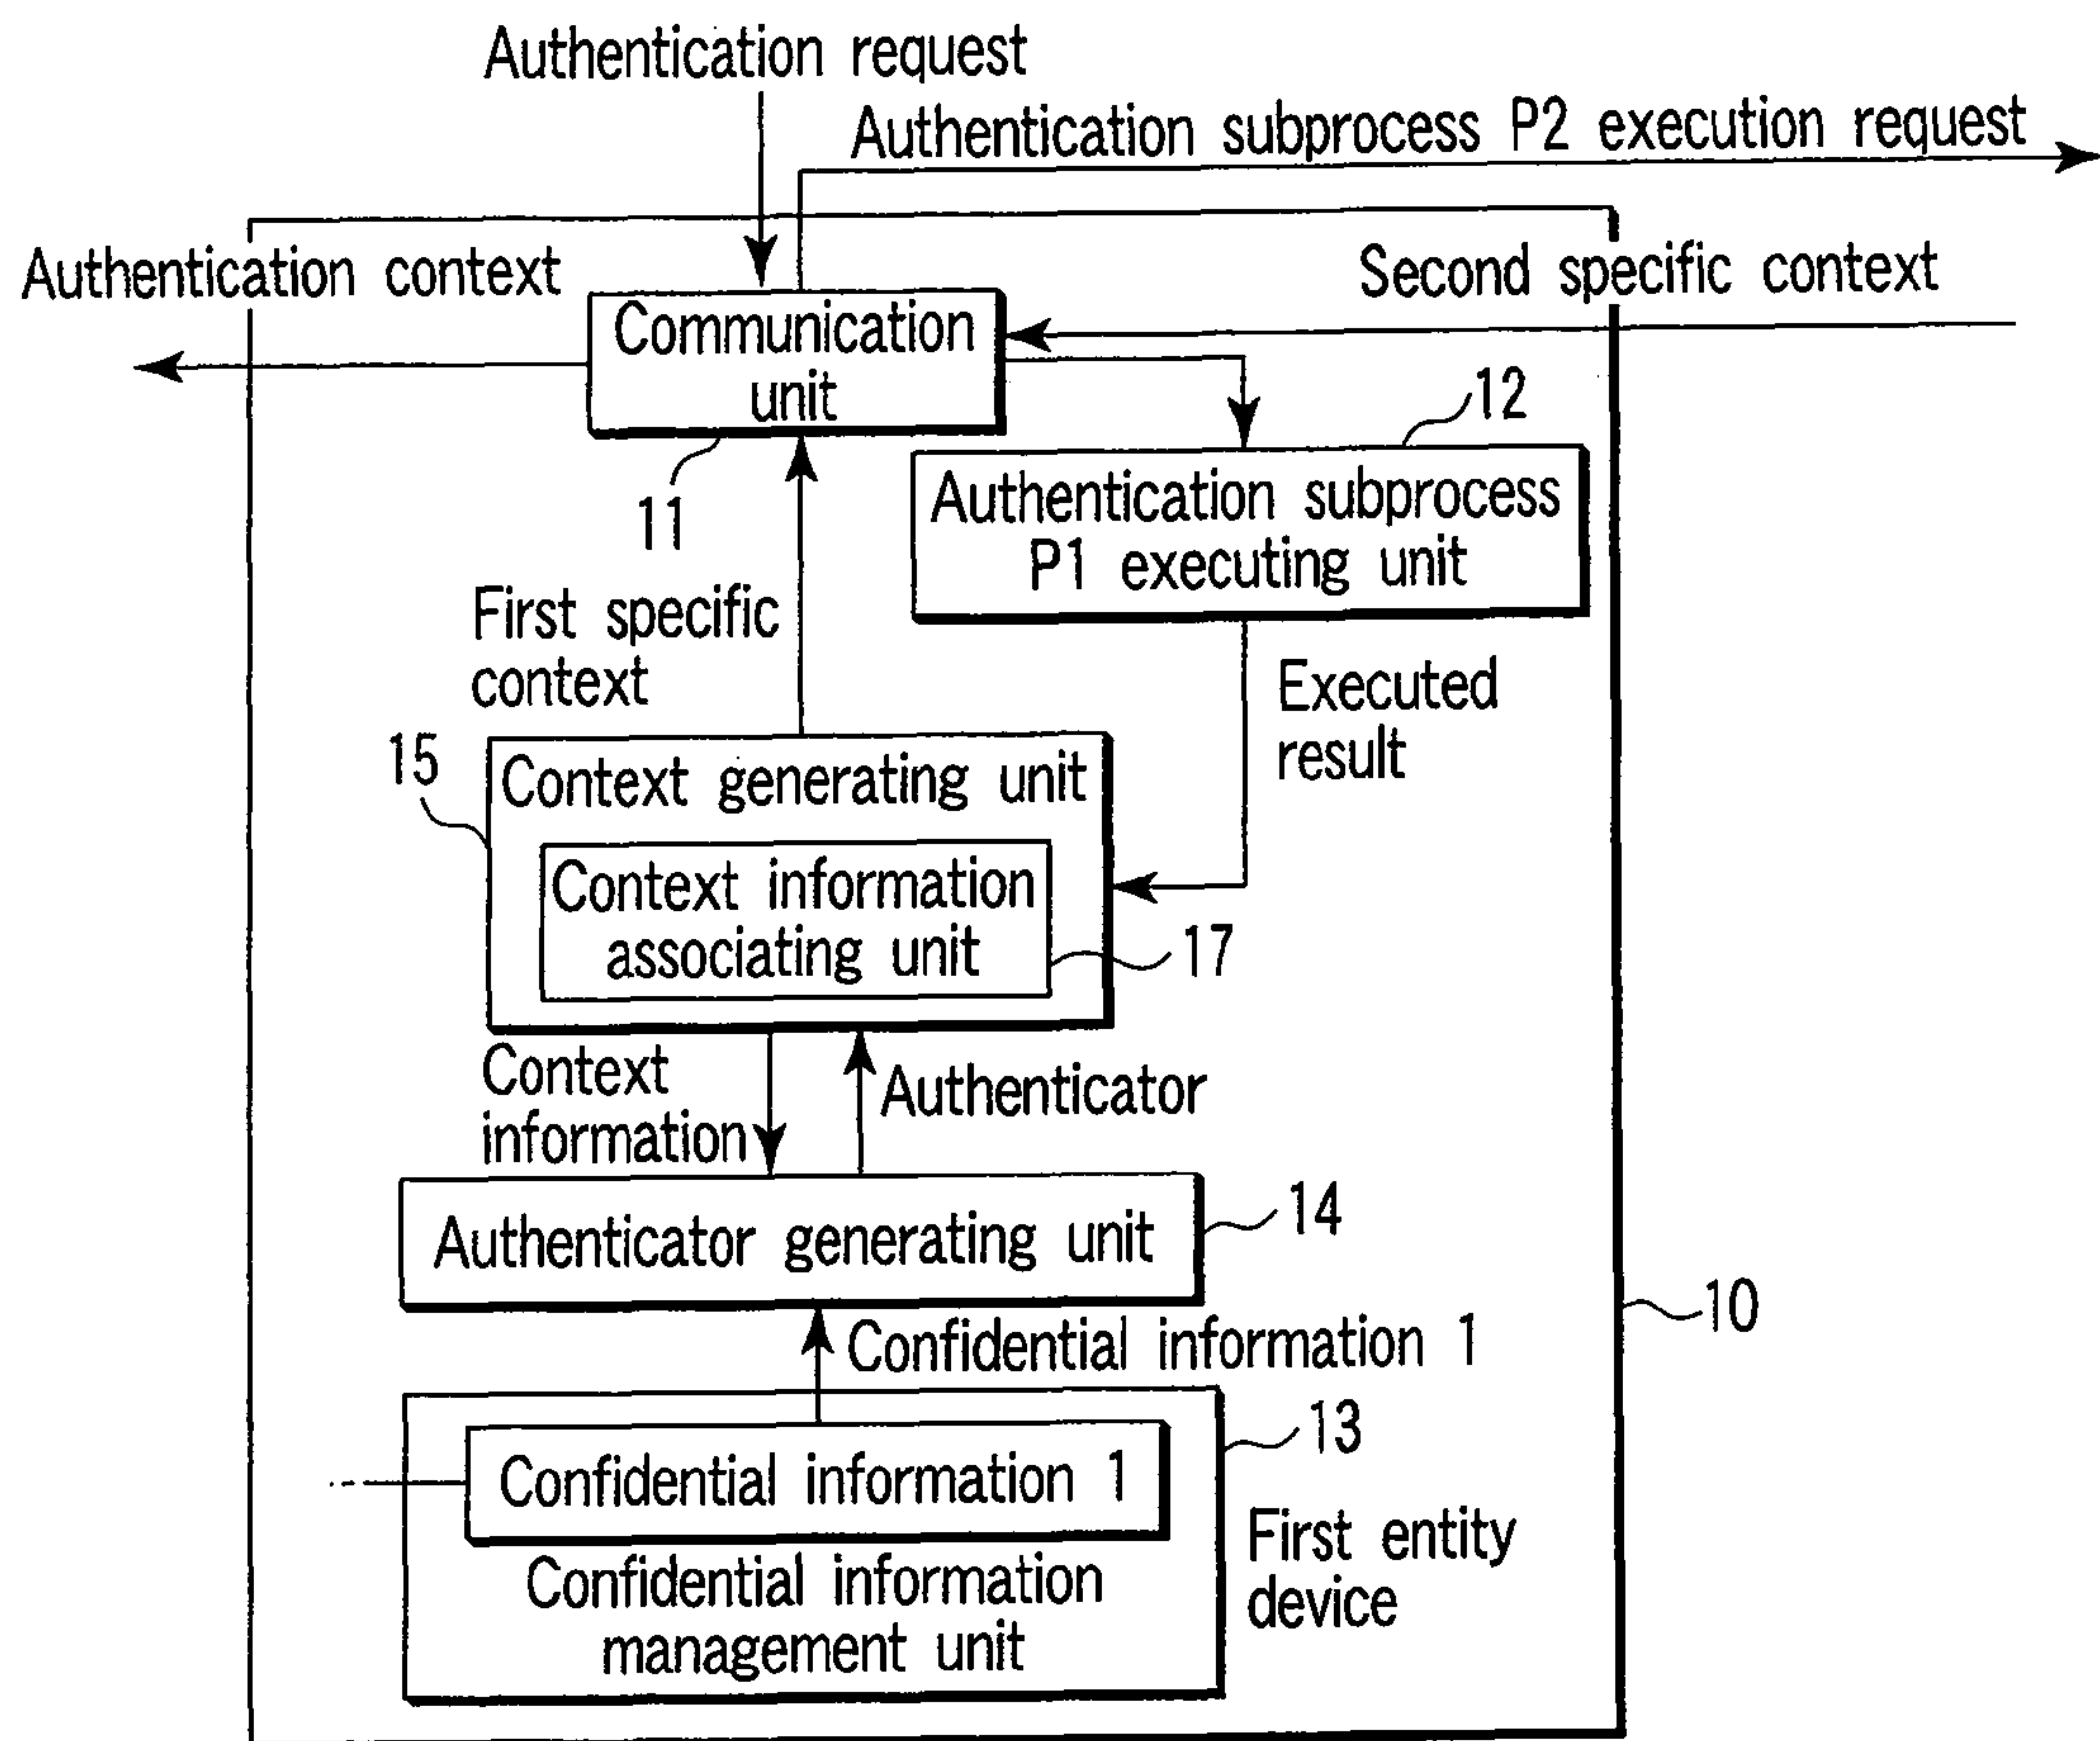 Authentication request
Authentication subprocess P2 execution request
Authentication context
Second specific context
Communication
unit
11
12
Authentication subprocess
P1 executing unit
First specific
context
Executed
result
15
Context generating unit
Context information
associating unit
17
Context
information
Authenticator
Authenticator generating unit
14
10
Confidential information 1
13
Confidential information 1
Confidential information
management unit
First entity
device